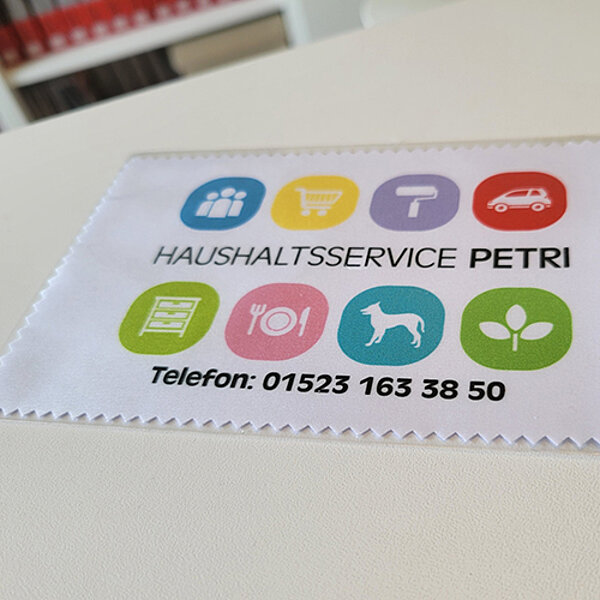 HAUSHALTSSERVICE PETRI
Telefon: 01523 163 38 50